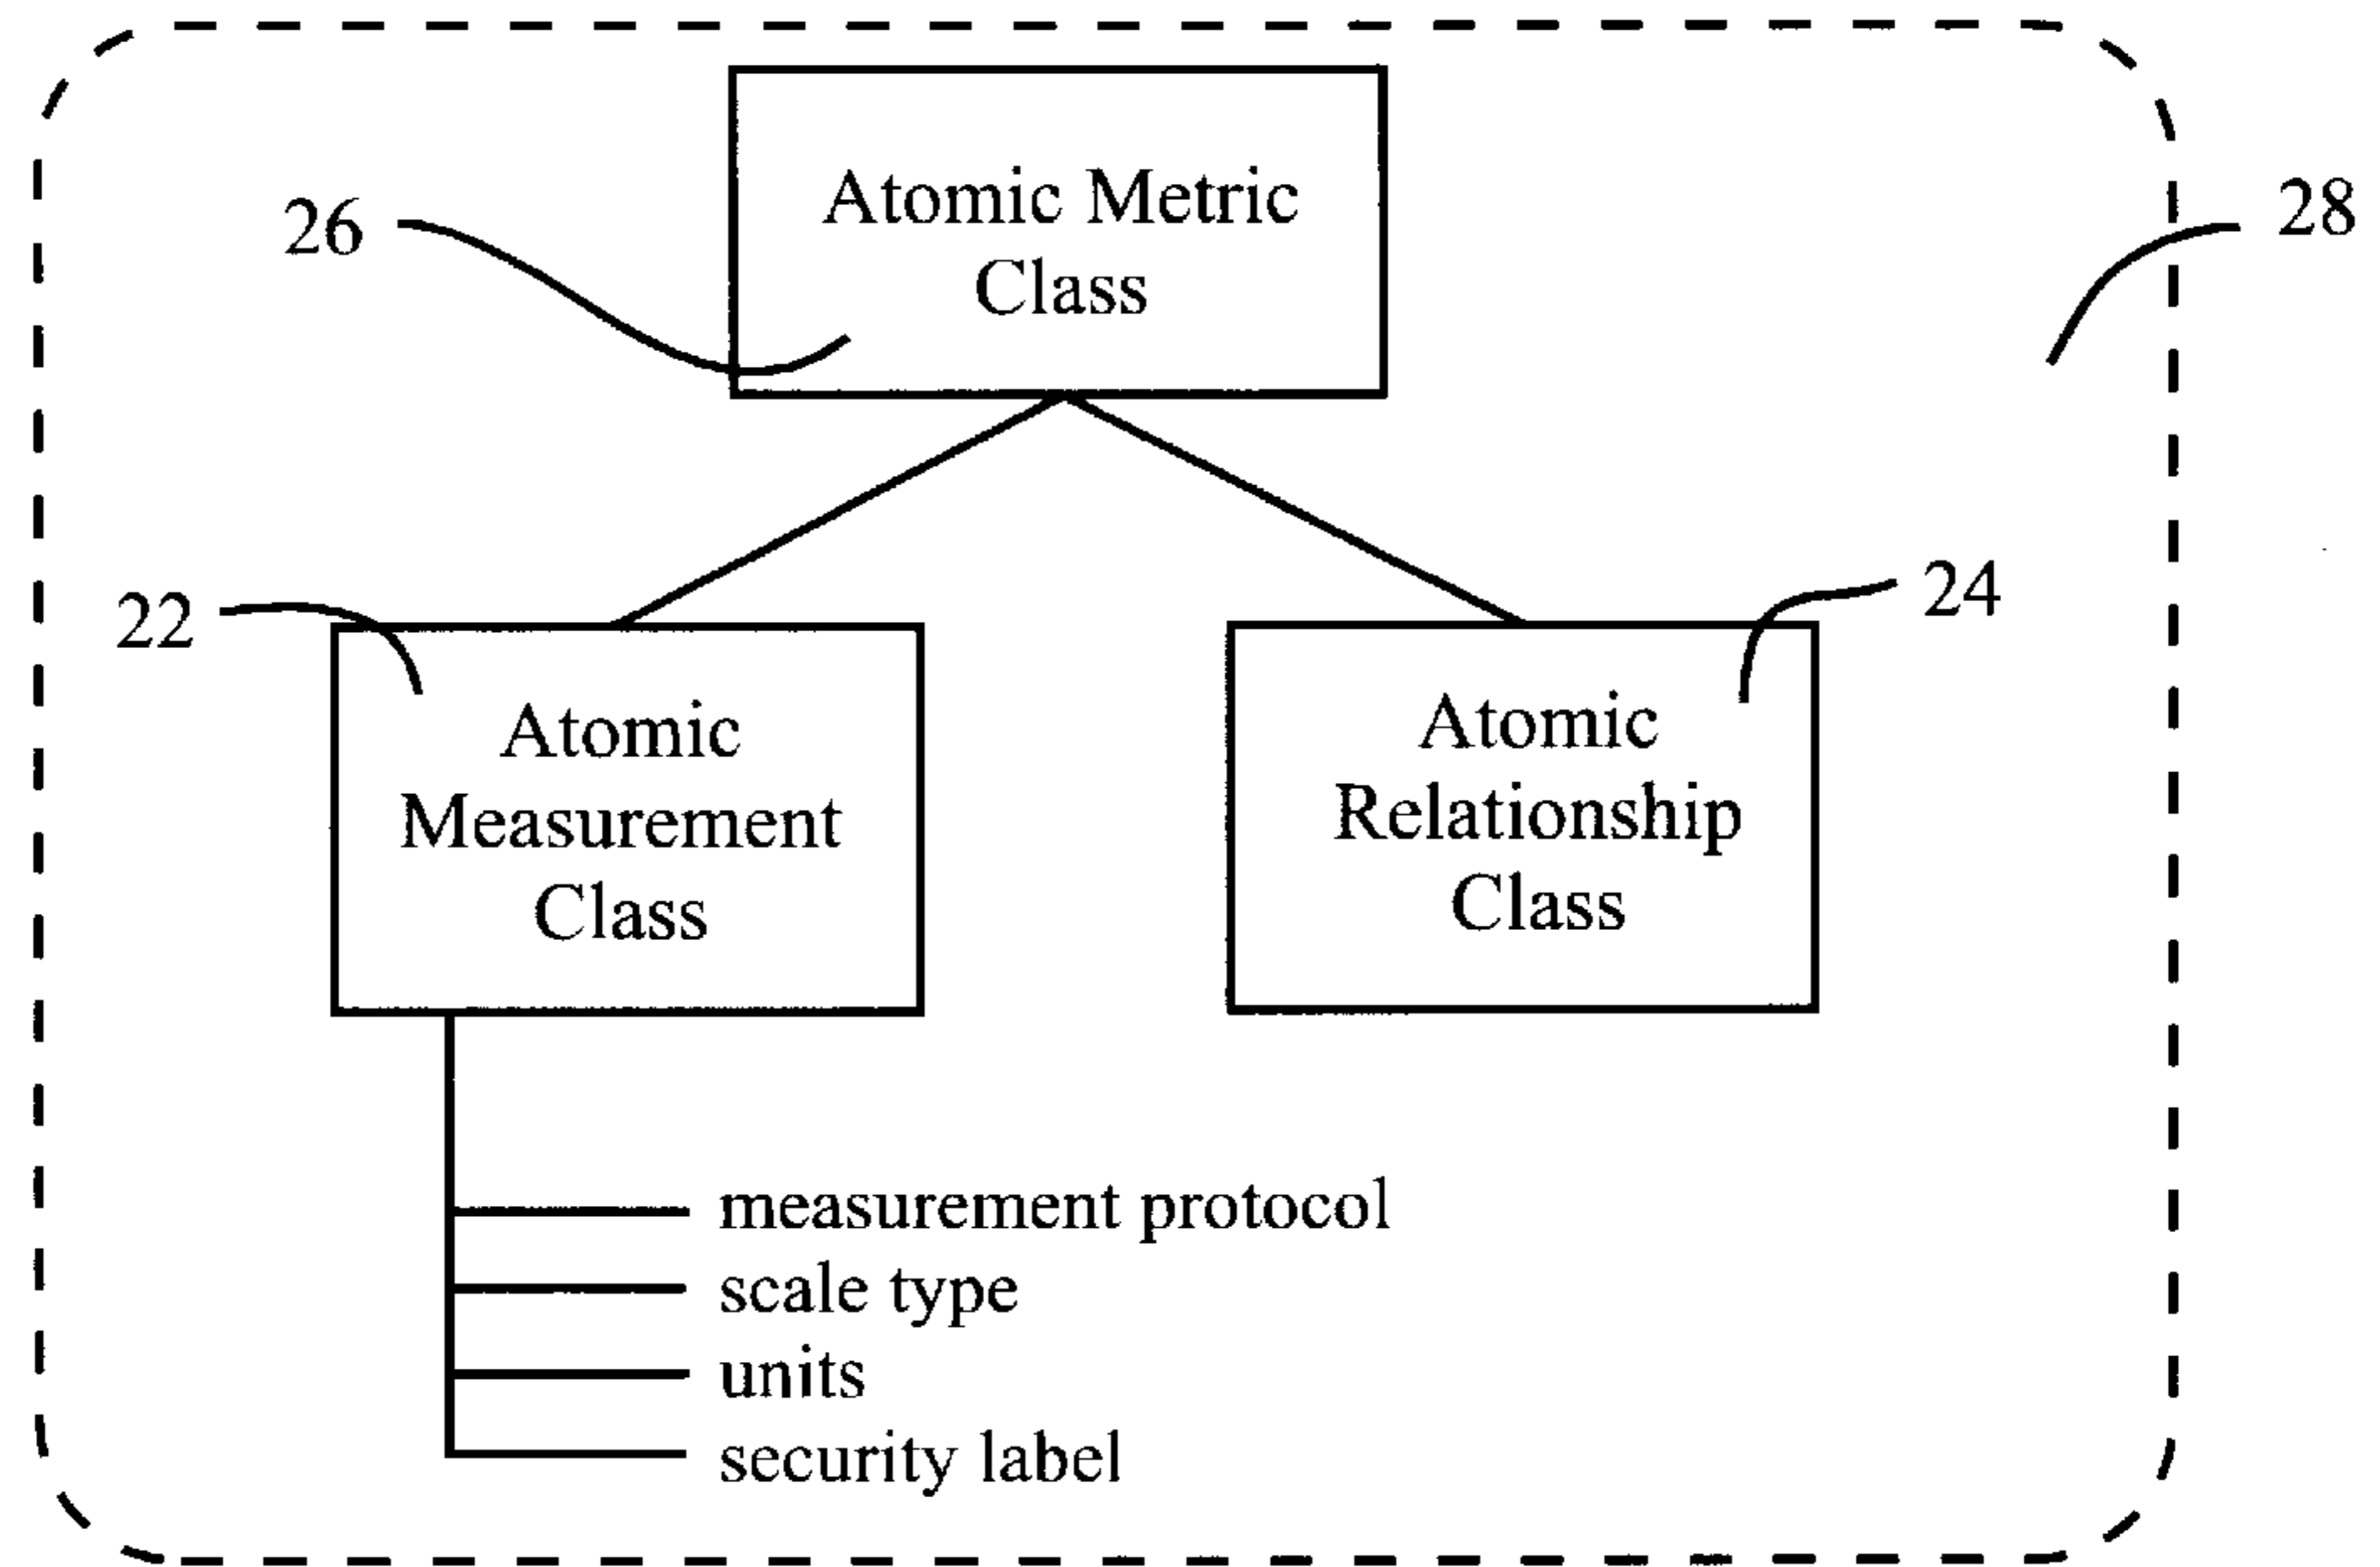 Atomic Metric
Class
26
28
22
24
Atomic
Measurement
Class
Atomic
Relationship
Class
measurement protocol
scale type
units
security label